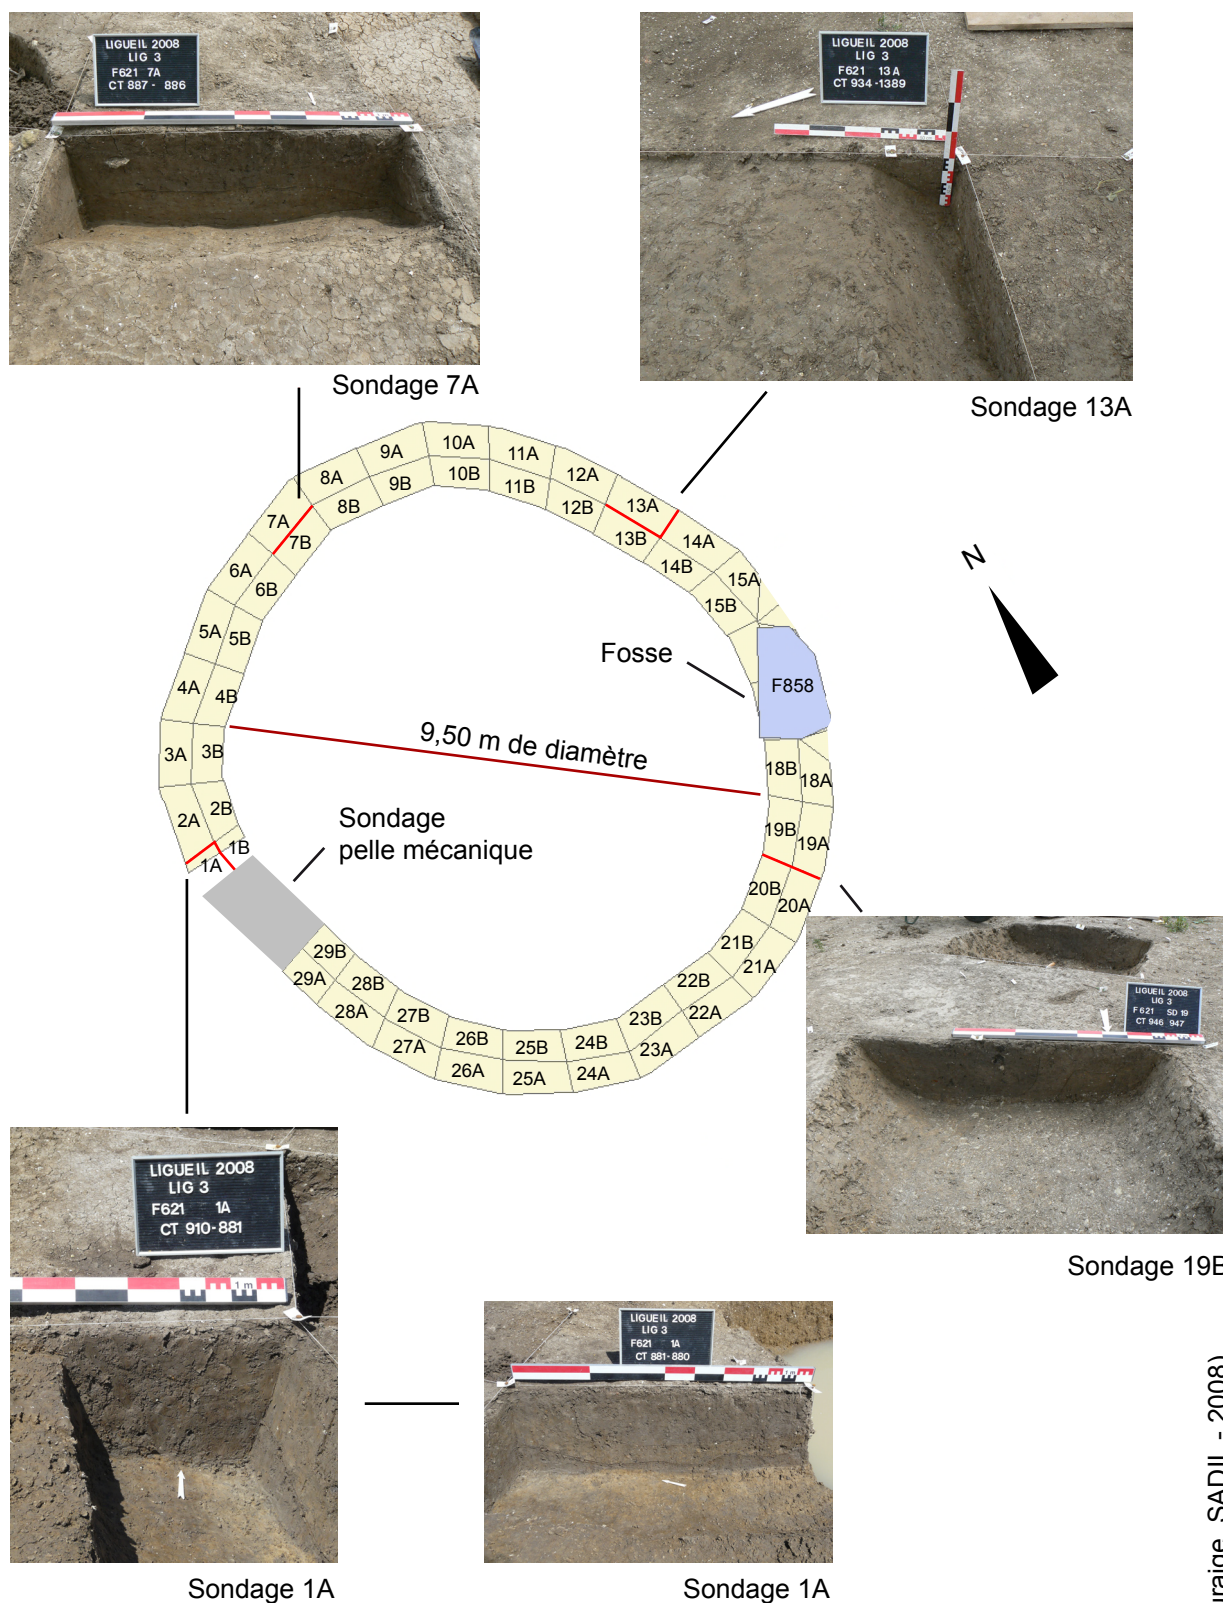 LIGUEIL 2008
LIG 3
F621 7A
CT 887 - 886
Sondage 7A
LIGUEIL 2008
LIG 3
F621 13A
CT 934 - 1389
Sondage 13A
10A
11A
12A
13A
14A
15A
9A
8A
7A
6A
5A
4A
3A
2A
1A
10B
11B
12B
13B
14B
15B
9B
8B
7B
6B
5B
4B
3B
2B
1B
N
Fosse
F858
9,50 m de diamètre
Sondage
pelle mécanique
18B
18A
19B
19A
20B
20A
21B
21A
22B
22A
23B
23A
24B
24A
25B
25A
26B
26A
27B
27A
28B
28A
29B
29A
LIGUEIL 2008
LIG 3
F621 SD 19
CT 946 947
Sondage 19B
LIGUEIL 2008
LIG 3
F621 1A
CT 910-881
1 m
Sondage 1A
LIGUEIL 2008
LIG 3
F621 1A
CT 881-880
1 m
Sondage 1A
SADIL - 2008)